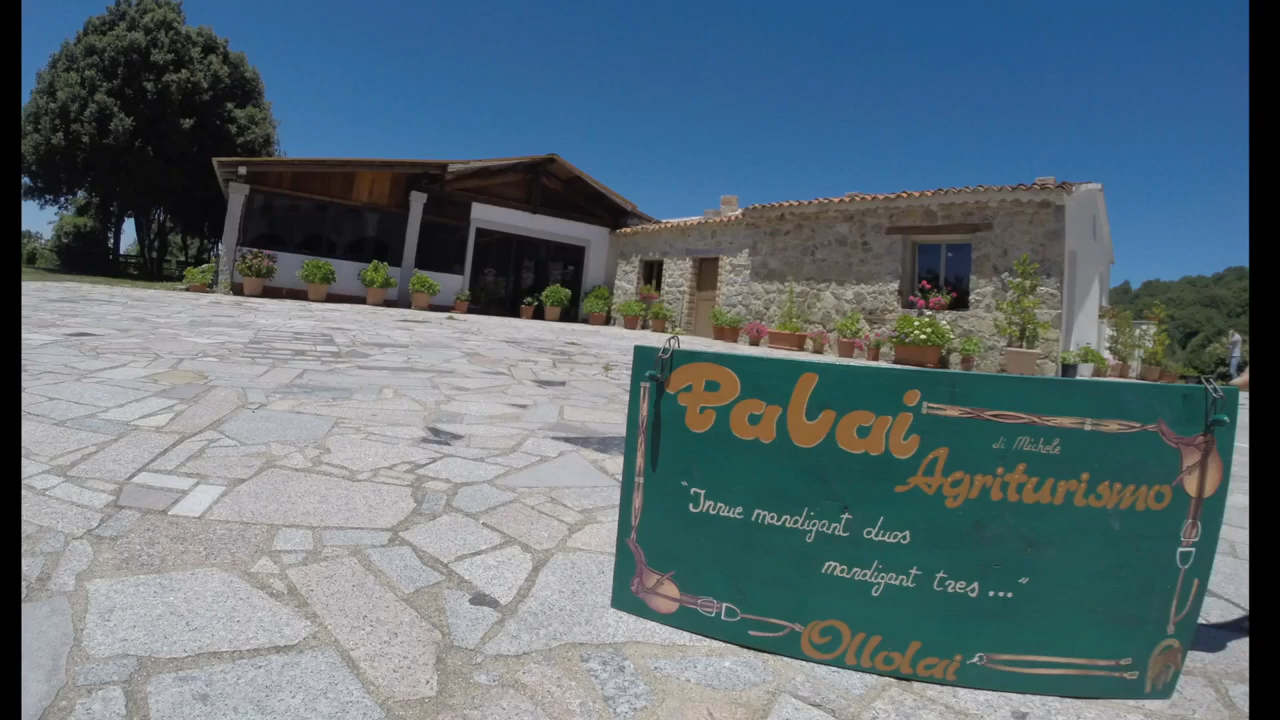 Palai
di Michele
Agriturismo
"Innue mandigant duos
mandigant tres..."
Ollolai